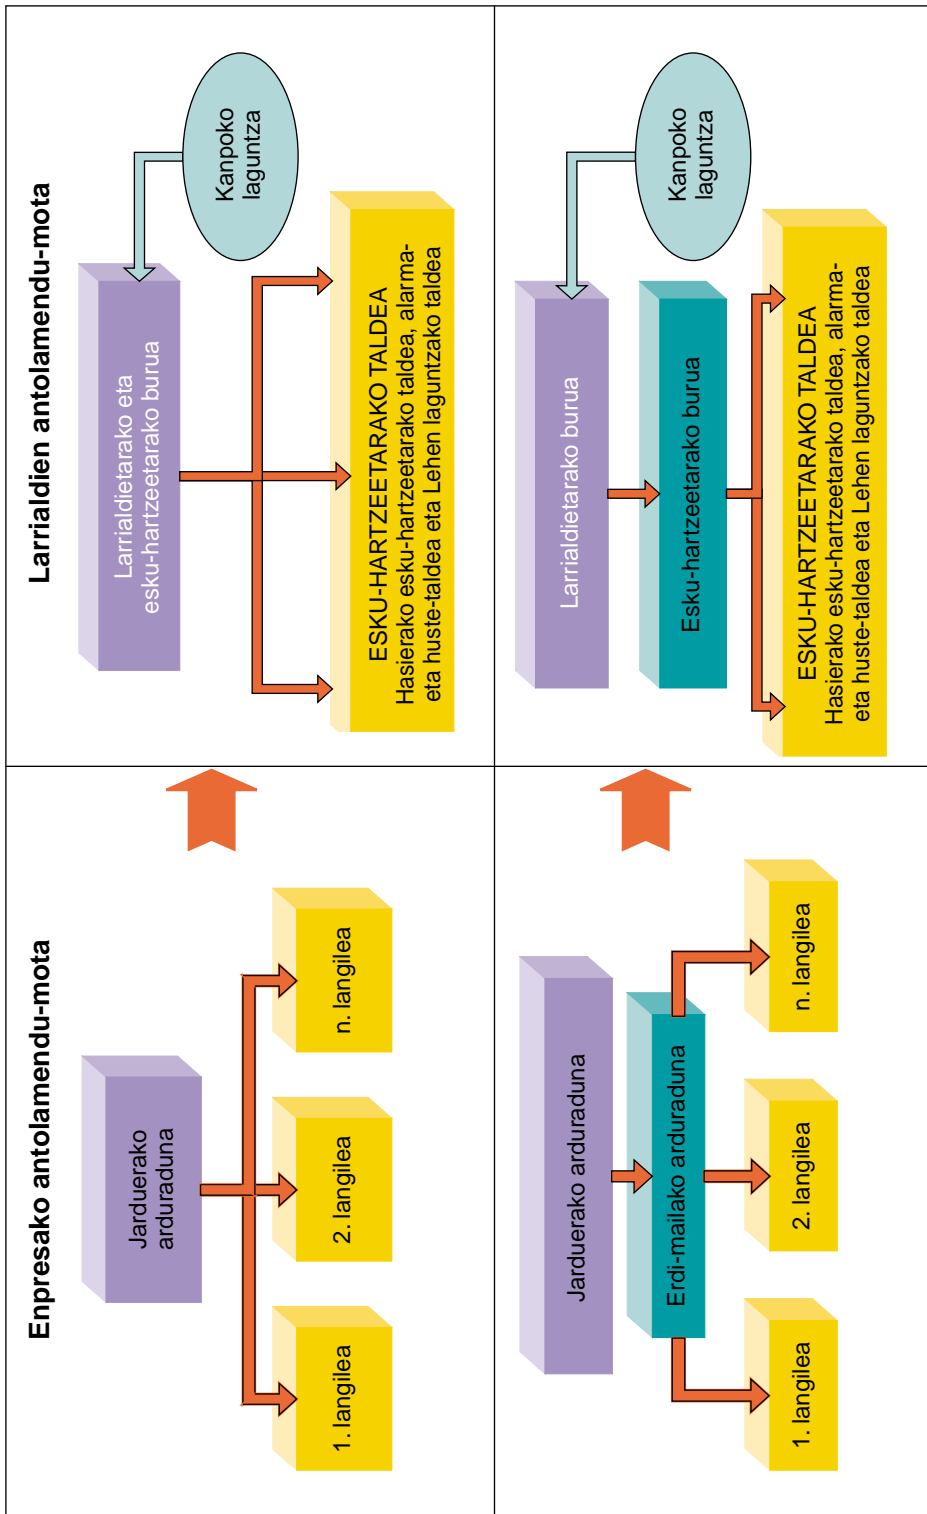 Enpresako antolamendu-mota
Larrialdien antolamendu-mota
Jarduerako
arduraduna
1. langilea
2. langilea
n. langilea
Larrialdietarako eta
esku-hartzeetarako burua
Kanpoko
laguntza
ESKU-HARTZEETARAKO TALDEA
Hasierako esku-hartzeetarako taldea, alarma-
eta huste-taldea eta Lehen laguntzako taldea
Jarduerako arduraduna
Erdi-mailako arduraduna
1. langilea
2. langilea
n. langilea
Larrialdietarako burua
Kanpoko
laguntza
Esku-hartzeetarako burua
ESKU-HARTZEETARAKO TALDEA
Hasierako esku-hartzeetarako taldea, alarma-
eta huste-taldea eta Lehen laguntzako taldea